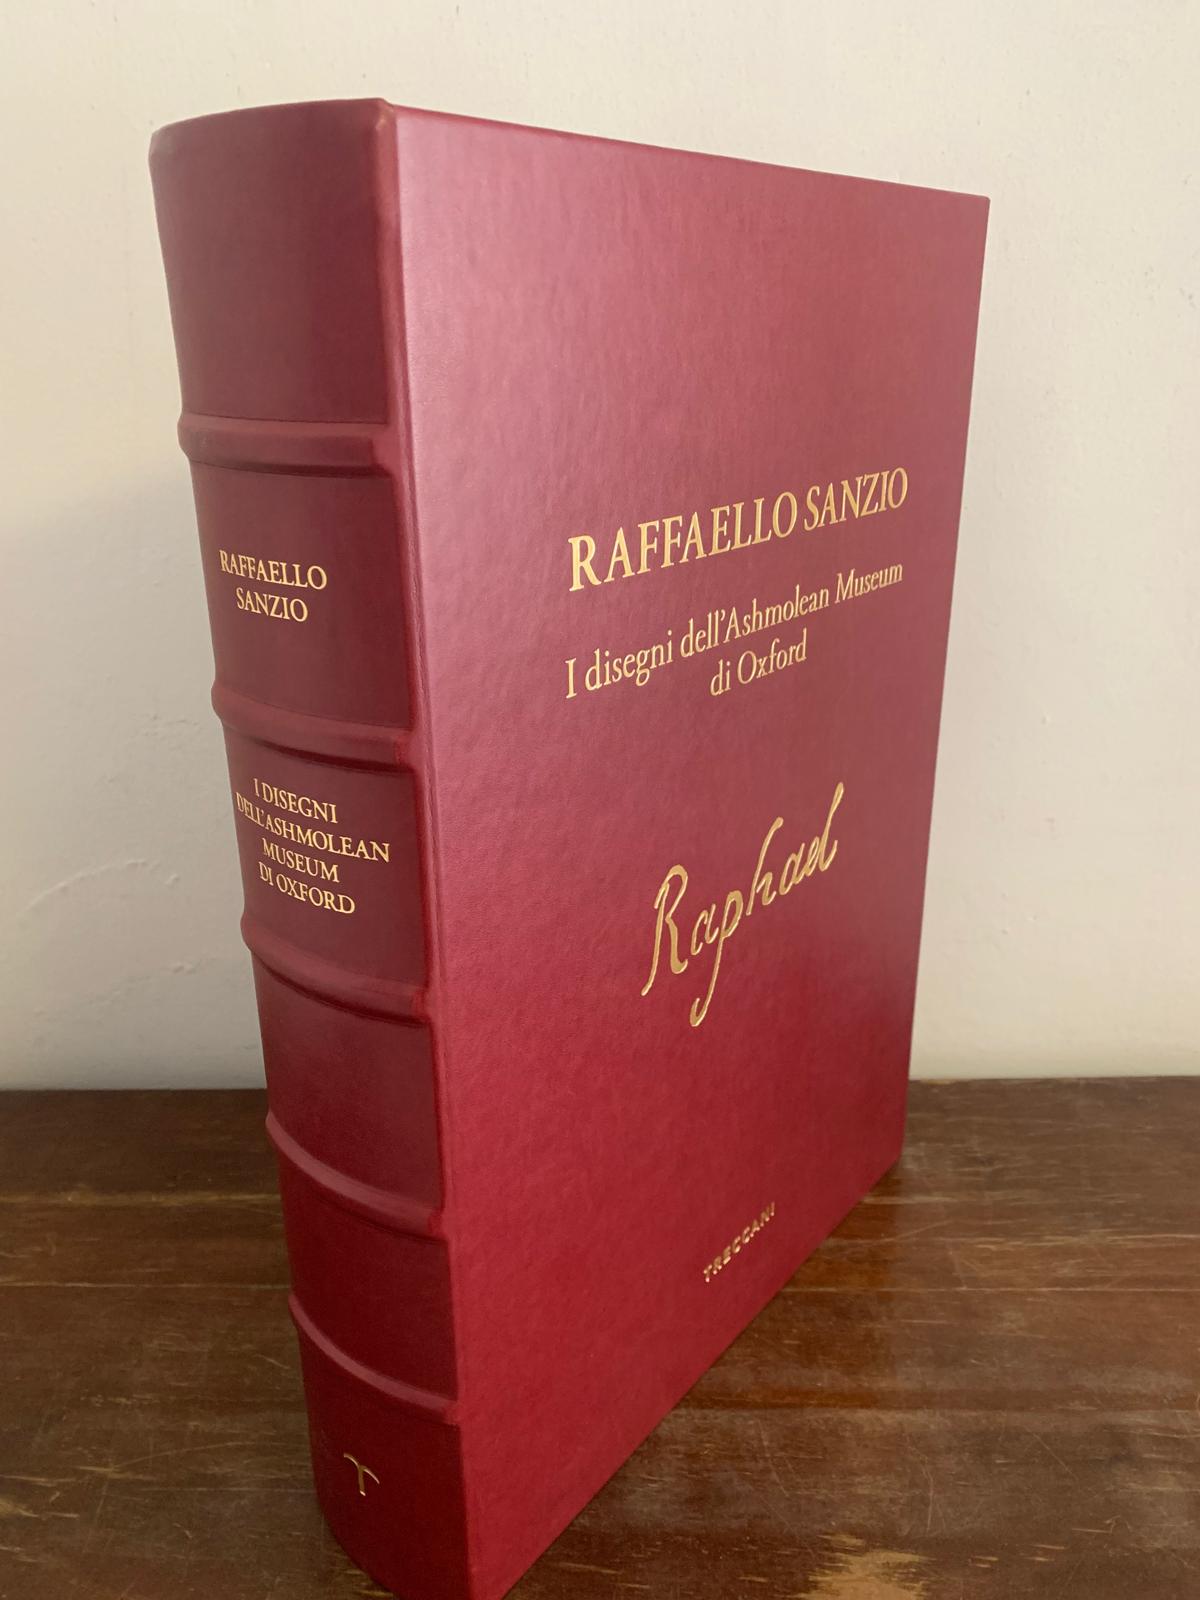 RAFFAELLO
SANZIO
I DISEGNI
DELL'ASHMOLEAN
MUSEUM
DI OXFORD
RAFFAELLO SANZIO
I disegni dell'Ashmolean Museum
di Oxford
Raphael
TRECCANI